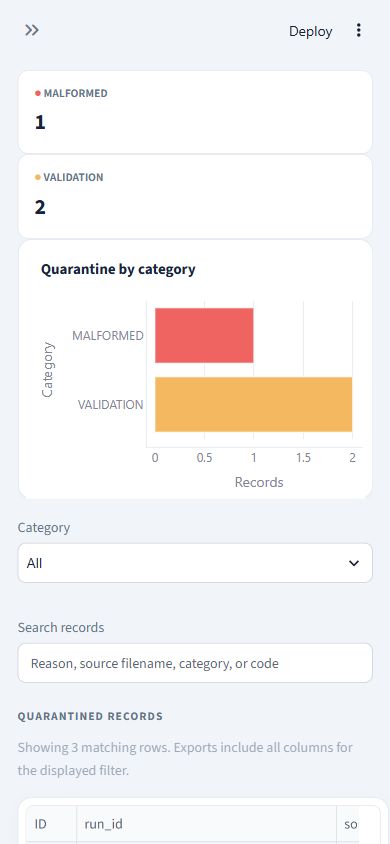 Deploy
MALFORMED
1
VALIDATION
2
Quarantine by category
Category
MALFORMED
VALIDATION
0 0.5 1 1.5 2
Records
Category
All
Search records
Reason, source filename, category, or code
QUARANTINED RECORDS
Showing 3 matching rows. Exports include all columns for
the displayed filter.
ID run_id so